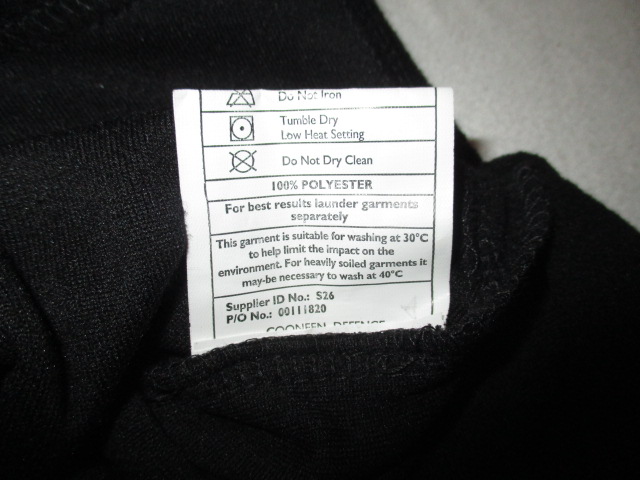 Do Not Iron
Tumble Dry
Low Heat Setting
Do Not Dry Clean
100% POLYESTER
For best results launder garments
separately
This garment is suitable for washing at 30°C
to help limit the impact on the
environment. For heavily soiled garments it
may-be necessary to wash at 40°C
Supplier ID No.: S26
P/O No.: 00111820
COONEEN DEFENCE